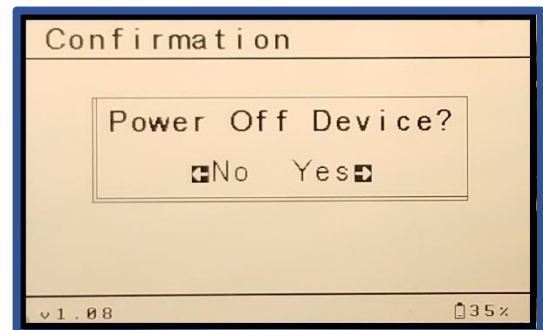 Confirmation
Power Off Device?
No Yes
v1.08 35%